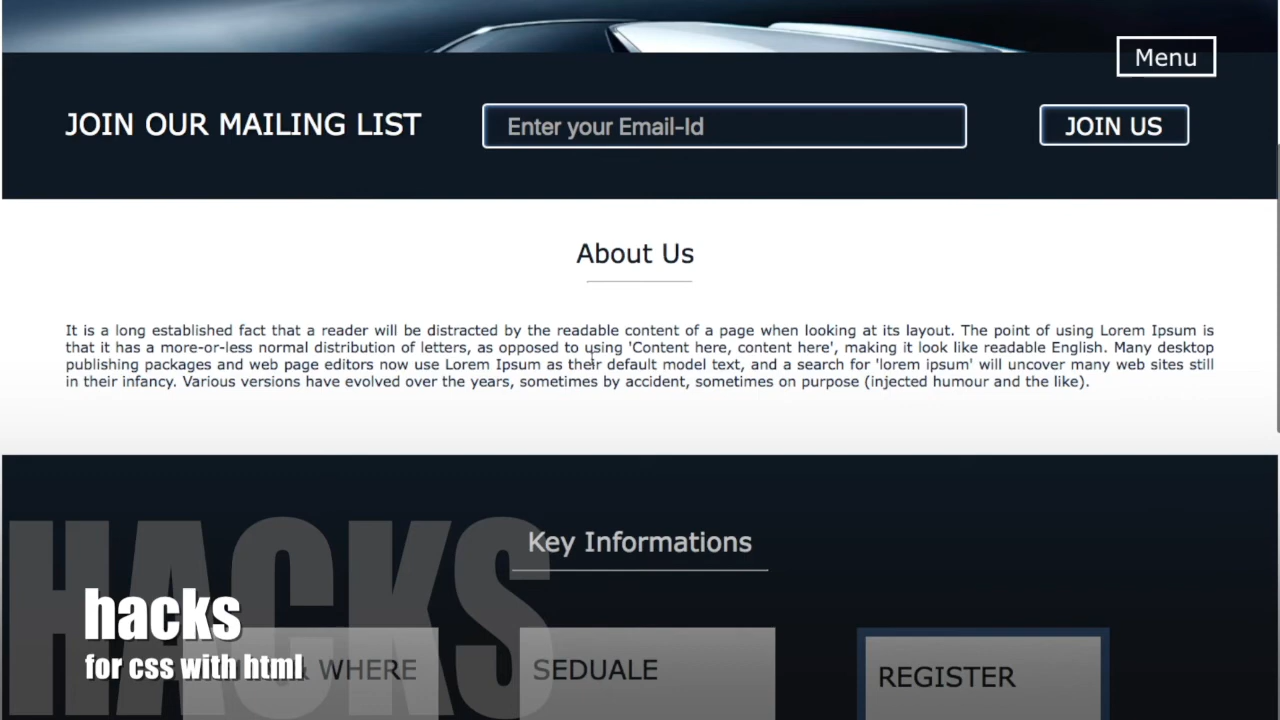 Menu
JOIN OUR MAILING LIST
Enter your Email-Id
JOIN US
About Us
It is a long established fact that a reader will be distracted by the readable content of a page when looking at its layout. The point of using Lorem Ipsum is
that it has a more-or-less normal distribution of letters, as opposed to using 'Content here, content here', making it look like readable English. Many desktop
publishing packages and web page editors now use Lorem Ipsum as their default model text, and a search for 'lorem ipsum' will uncover many web sites still
in their infancy. Various versions have evolved over the years, sometimes by accident, sometimes on purpose (injected humour and the like).
Key Informations
HACKS
hacks
for css with html
WHERE
SEDUALE
REGISTER